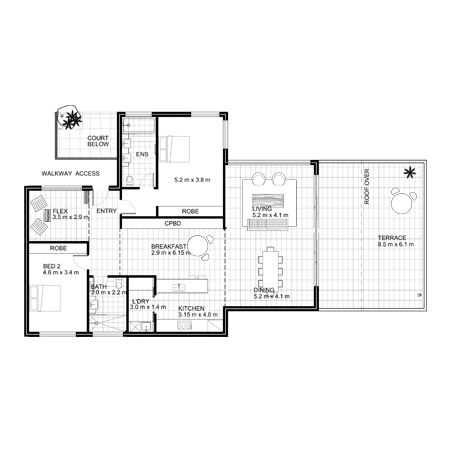 COURT
BELOW
ENS
WALKWAY ACCESS
5.2 m x 3.8 m
ROOF OVER
FLEX
3.5 m x 2.9 m
ENTRY
ROBE
LIVING
5.2 m x 4.1 m
CPBD
ROBE
BREAKFAST
2.9 m x 6.15 m
TERRACE
8.5 m x 6.1 m
BED 2
4.6 m x 3.4 m
BATH
3.0 m x 2.2 m
L'DRY
3.0 m x 1.4 m
KITCHEN
3.15 m x 4.0 m
DINING
5.2 m x 4.1 m